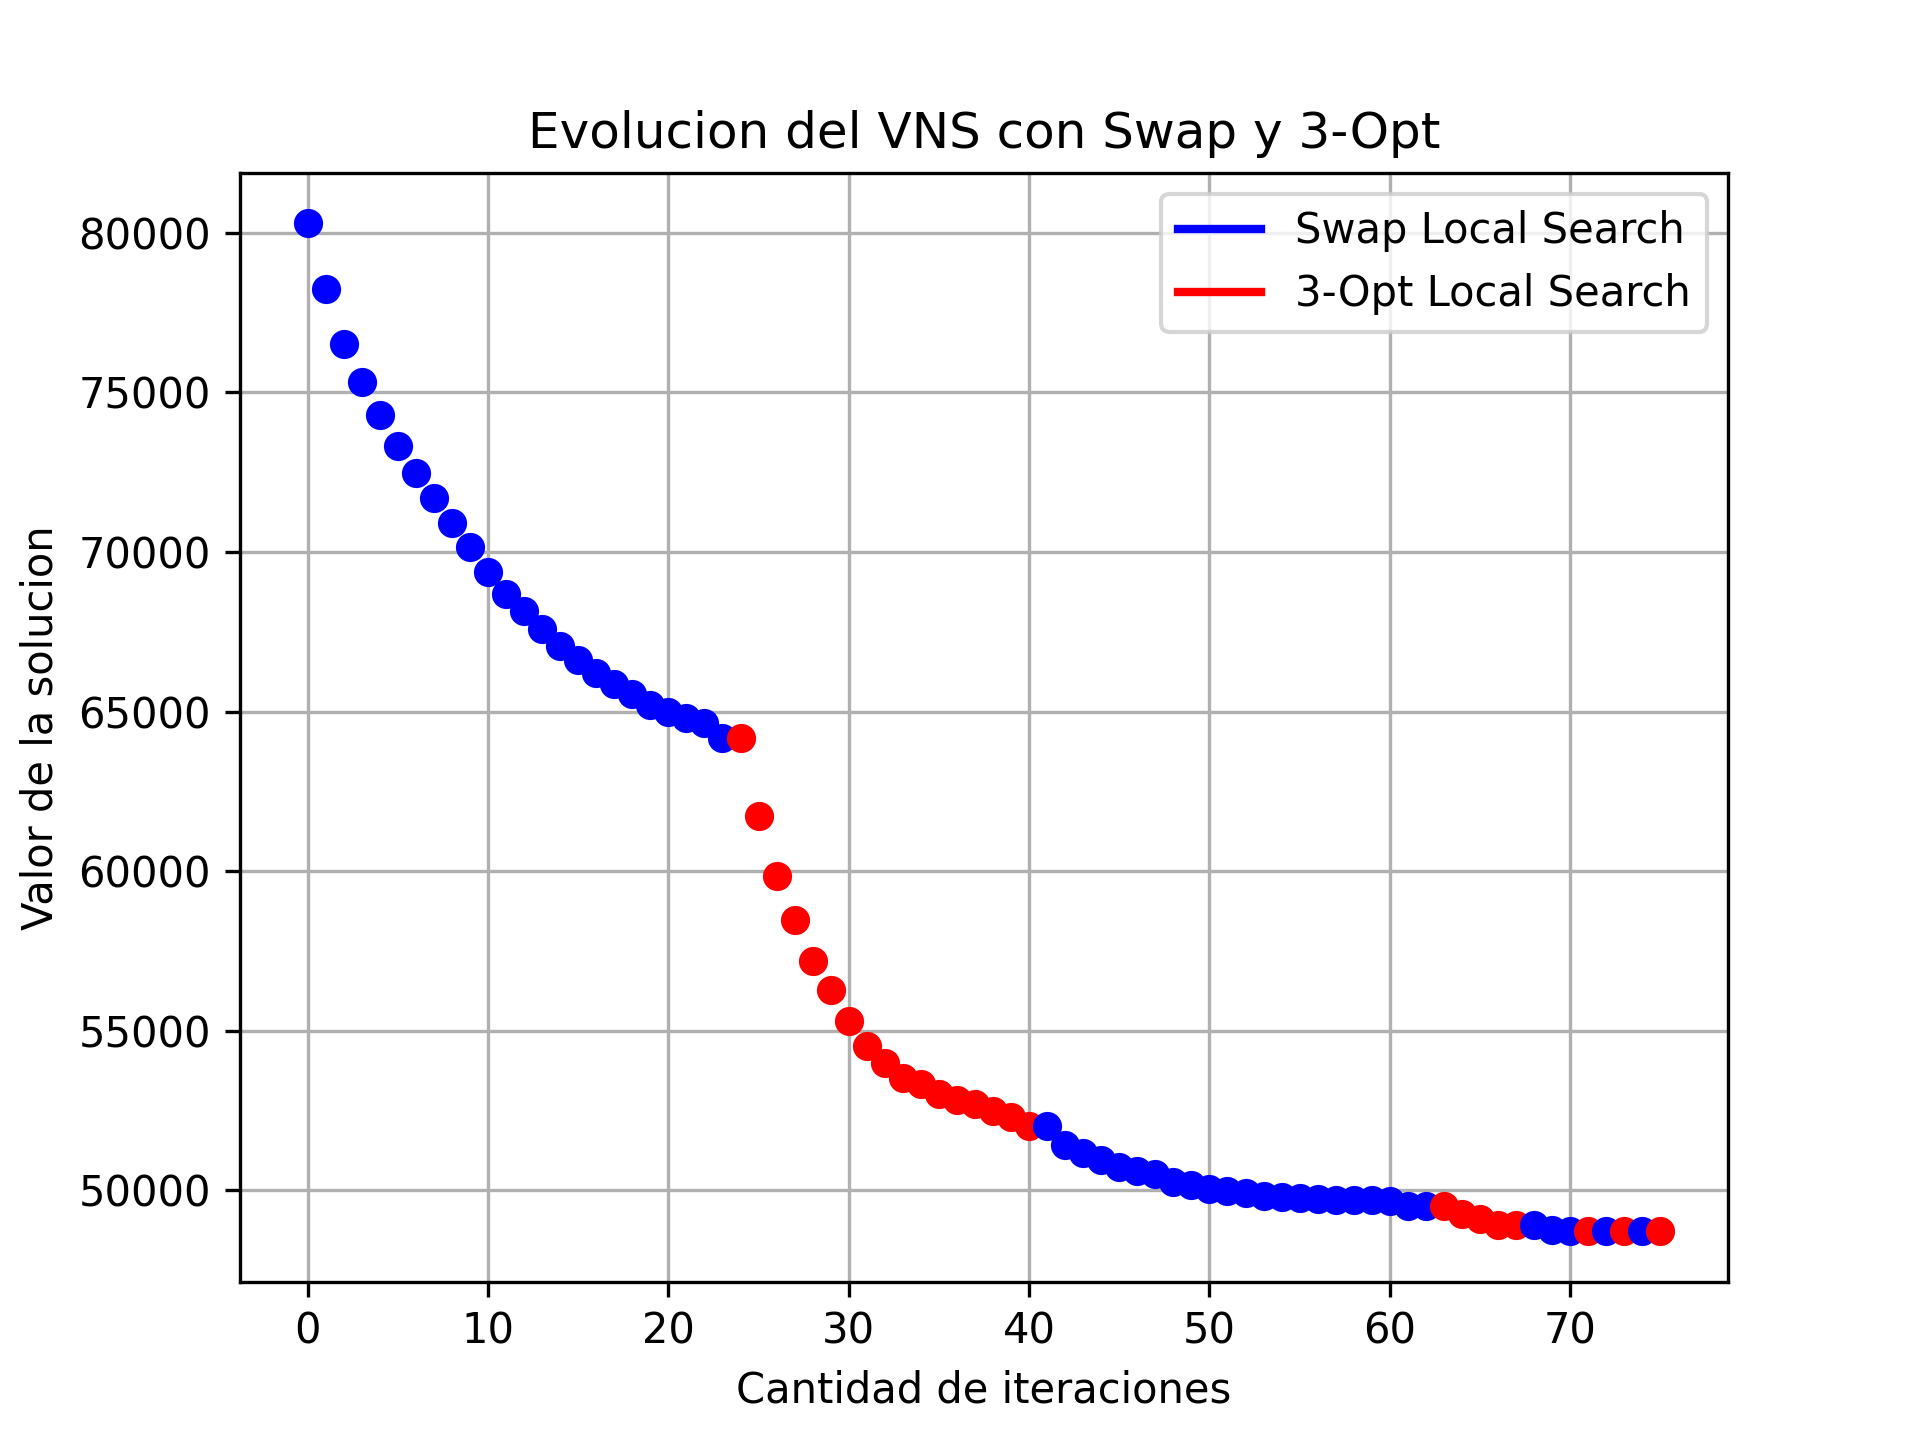 Evolucion del VNS con Swap y 3-Opt
Swap Local Search
3-Opt Local Search
80000
75000
70000
65000
60000
55000
50000
Valor de la solucion
0 10 20 30 40 50 60 70
Cantidad de iteraciones